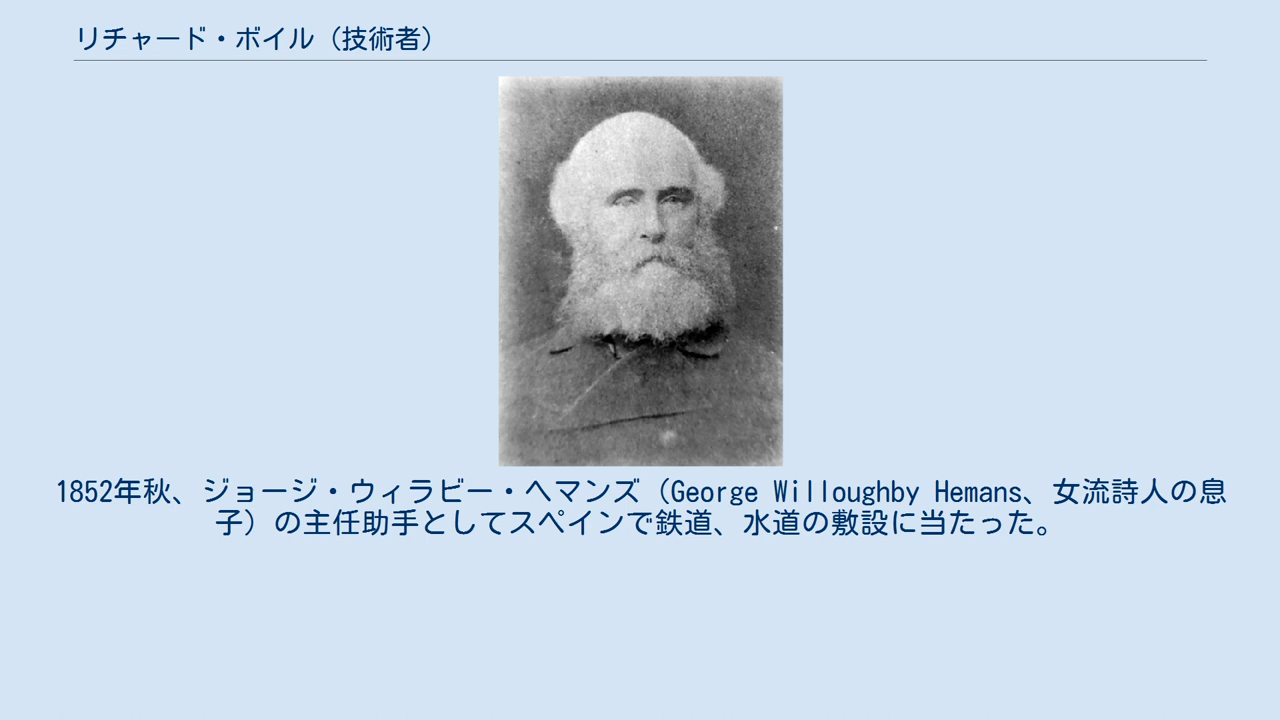 リチャード・ボイル（技術者）
1852年秋、ジョージ・ウィラビー・ヘマンズ（George Willoughby Hemans、女流詩人の息
子）の主任助手としてスペインで鉄道、水道の敷設に当たった。